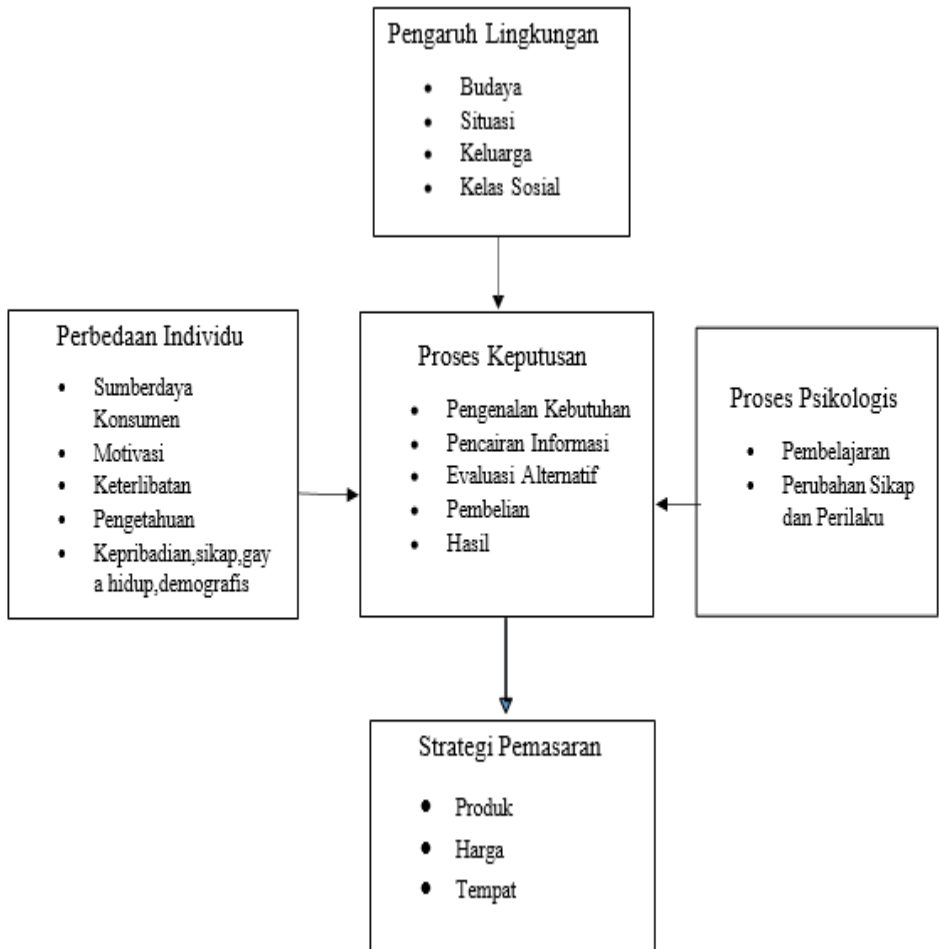 Pengaruh Lingkungan
• Budaya
• Situasi
• Keluarga
• Kelas Sosial
Perbedaan Individu
• Sumberdaya
Konsumen
• Motivasi
• Keterlibatan
• Pengetahuan
• Kepribadian,sikap,gay
a hidup,demografis
Proses Keputusan
• Pengenalan Kebutuhan
• Pencairan Informasi
• Evaluasi Alternatif
• Pembelian
• Hasil
Proses Psikologis
• Pembelajaran
• Perubahan Sikap
dan Perilaku
Strategi Pemasaran
• Produk
• Harga
• Tempat